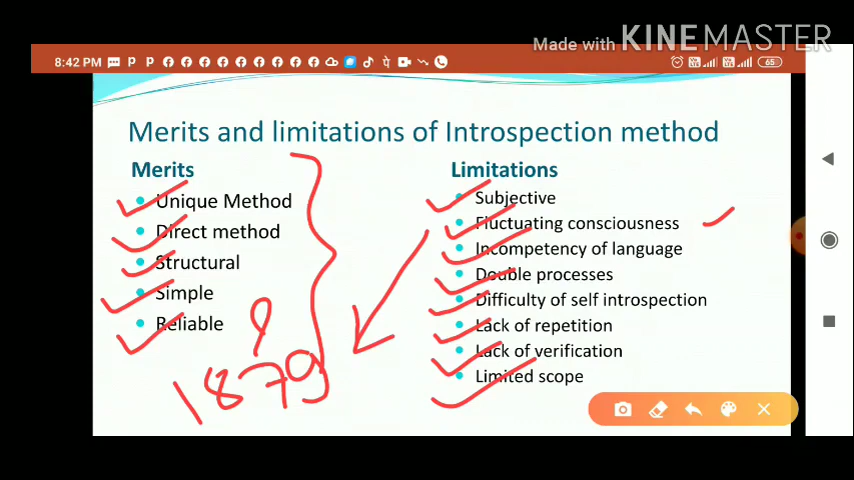 Made with KINEMASTER
8:42 PM
65
Merits and limitations of Introspection method
Merits
Unique Method
Direct method
Structural
Simple
Reliable
1879
Limitations
Subjective
Fluctuating consciousness
Incompetency of language
Double processes
Difficulty of self introspection
Lack of repetition
Lack of verification
Limited scope